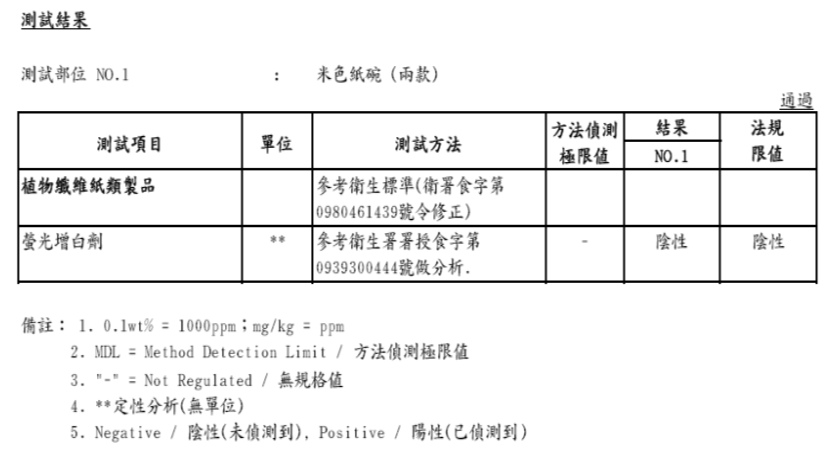 測試結果
測試部位 NO.1 : 米色紙碗 (兩款)
通過
測試項目 單位 測試方法 方法偵測極限值 結果 NO.1 法規限值
植物纖維紙類製品 參考衛生標準(衛署食字第
0980461439號令修正)
螢光增白劑 ** 參考衛生署署授食字第 - 陰性 陰性
0939300444號做分析.
備註： 1. 0.1wt% = 1000ppm；mg/kg = ppm
2. MDL = Method Detection Limit / 方法偵測極限值
3. "-" = Not Regulated / 無規格值
4. **定性分析(無單位)
5. Negative / 陰性(未偵測到), Positive / 陽性(已偵測到)